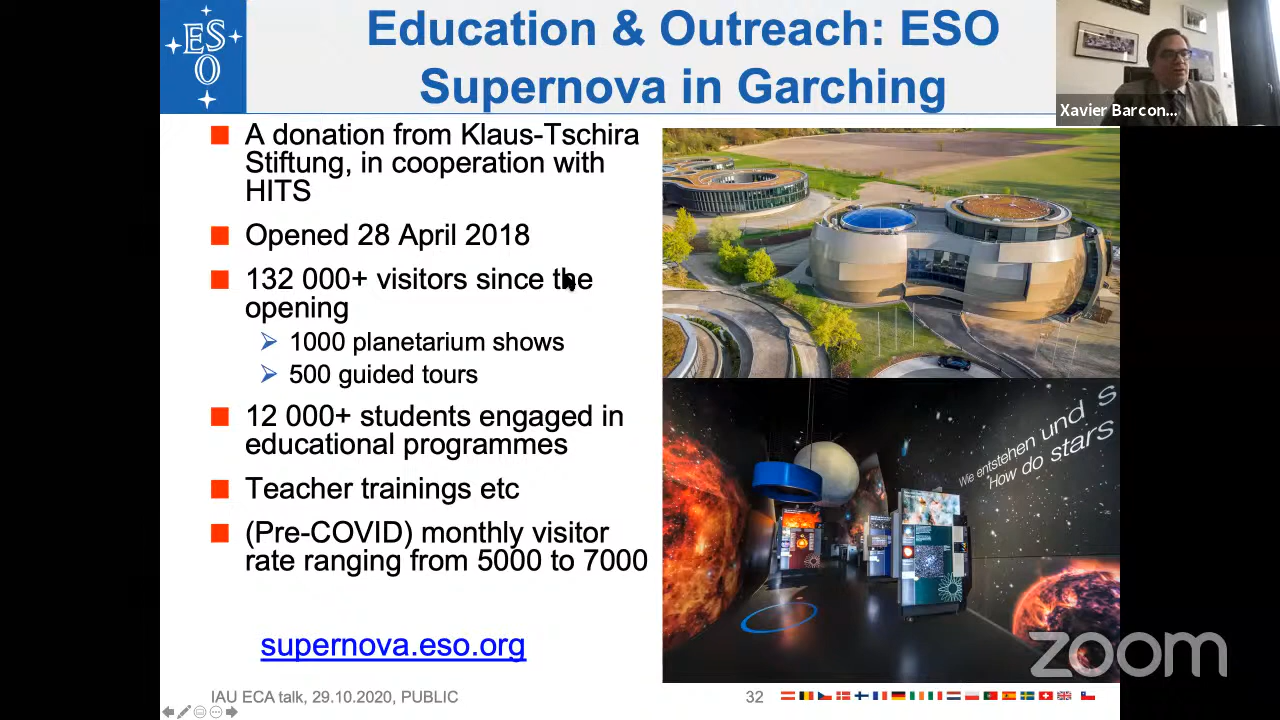 ESO
Education & Outreach: ESO
Supernova in Garching
Xavier Barcon...
A donation from Klaus-Tschira
Stiftung, in cooperation with
HITS
Opened 28 April 2018
132 000+ visitors since the
opening
1000 planetarium shows
500 guided tours
12 000+ students engaged in
educational programmes
Teacher trainings etc
(Pre-COVID) monthly visitor
rate ranging from 5000 to 7000
supernova.eso.org
Wie entstehen und s
How do stars
zoom
IAU ECA talk, 29.10.2020, PUBLIC
32